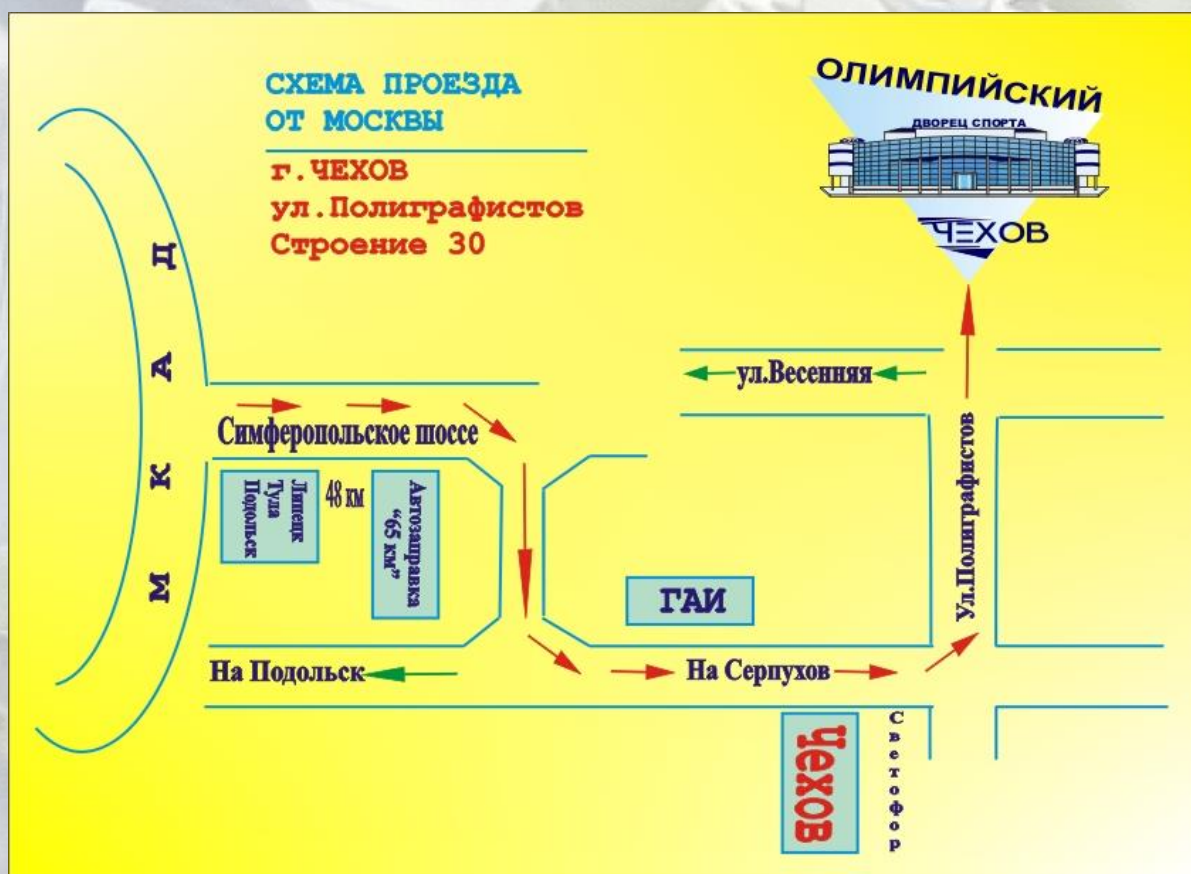 СХЕМА ПРОЕЗДА
ОТ МОСКВЫ
г.ЧЕХОВ
ул.Полиграфистов
Строение 30
ОЛИМПИЙСКИЙ
ДВОРЕЦ СПОРТА
ЧЕХОВ
МКАД
ул.Весенняя
Симферопольское шоссе
Липецк
Тула
Подольск
48 км
Автозаправка
“65 км”
ГАИ
Ул.Полиграфистов
На Подольск
На Серпухов
Чехов
Светофор